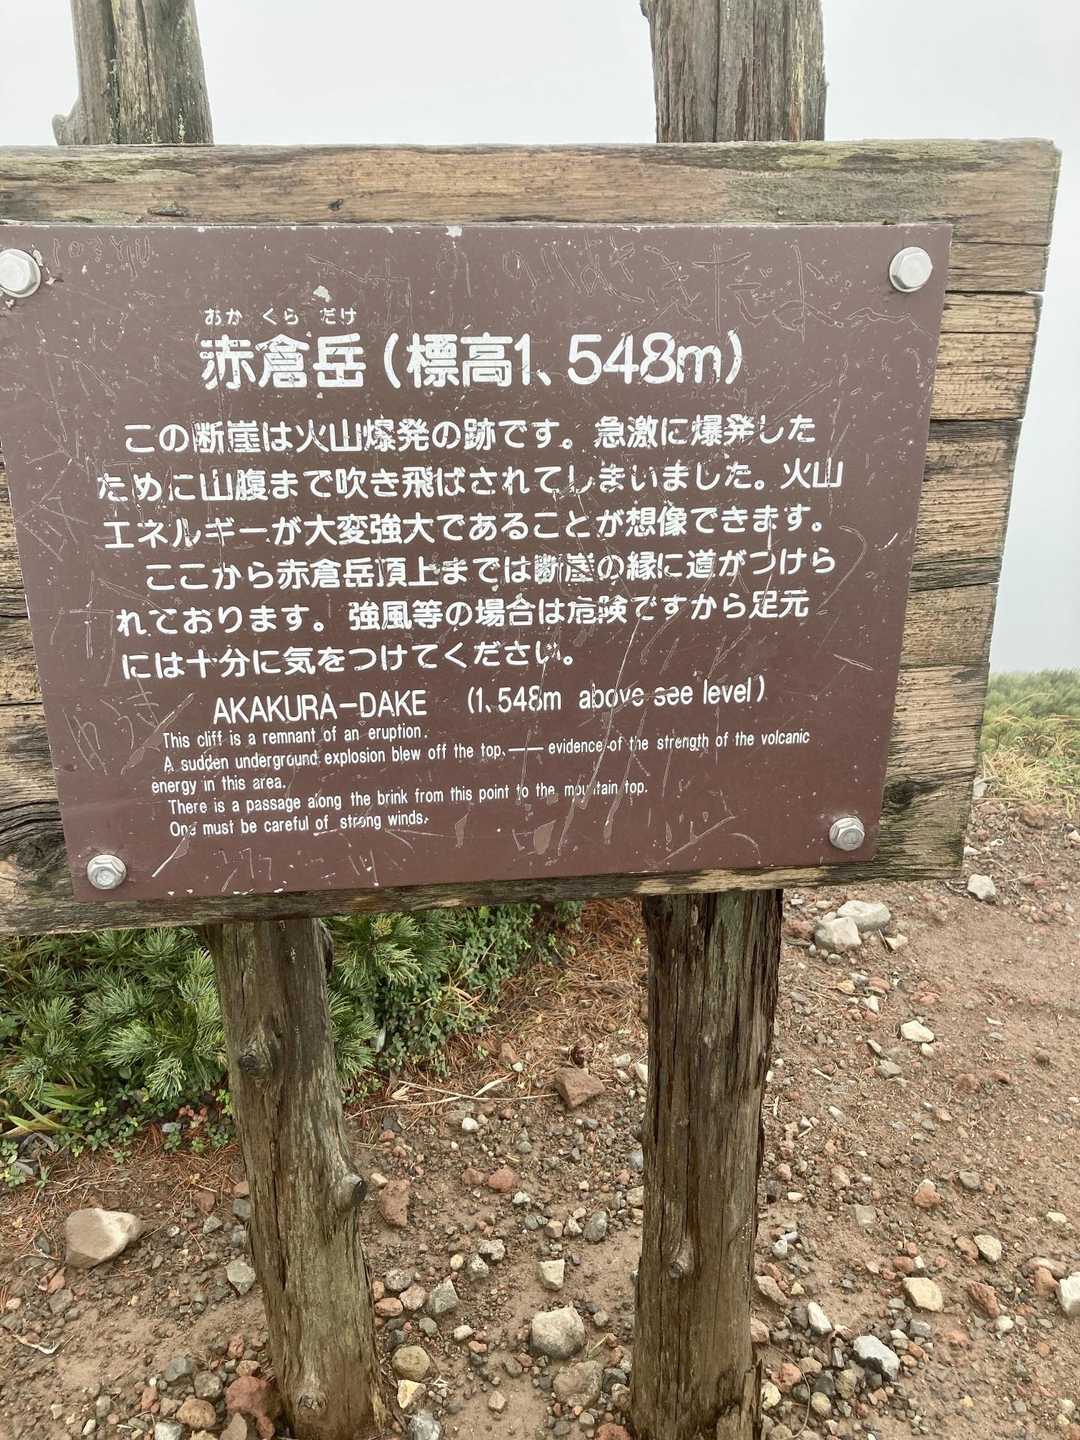 あか くら だけ
赤倉岳(標高1、548m)
この断崖は火山爆発の跡です。急激に爆発した
ために山腹まで吹き飛ばされてしまいました。火山
エネルギーが大変強大であることが想像できます。
ここから赤倉岳頂上までは断崖の縁に道がつけら
れております。強風等の場合は危険ですから足元
には十分に気をつけてください。
AKAKURA-DAKE (1、548m above see level)
This cliff is a remnant of an eruption.
A sudden underground explosion blew off the top, —— evidence of the strength of the volcanic
energy in this area.
There is a passage along the brink from this point to the mountain top.
One must be careful of strong winds.